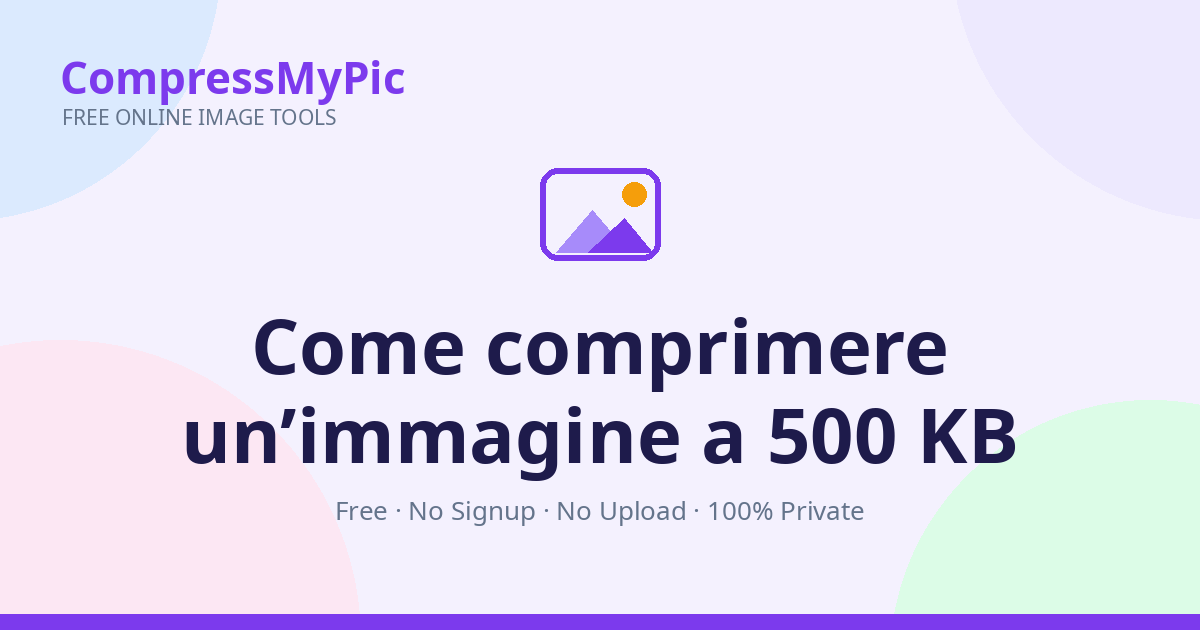 CompressMyPic
FREE ONLINE IMAGE TOOLS
Come comprimere
un’immagine a 500 KB
Free · No Signup · No Upload · 100% Private